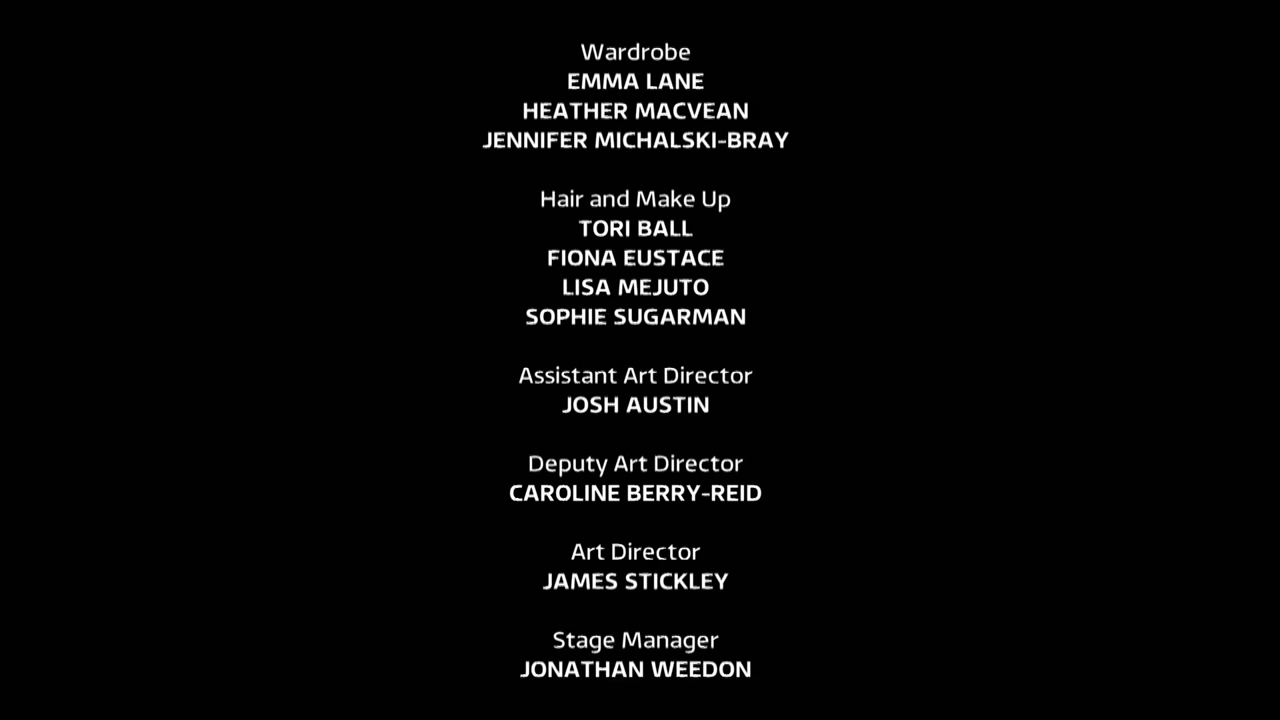 Wardrobe
EMMA LANE
HEATHER MACVEAN
JENNIFER MICHALSKI-BRAY
Hair and Make Up
TORI BALL
FIONA EUSTACE
LISA MEJUTO
SOPHIE SUGARMAN
Assistant Art Director
JOSH AUSTIN
Deputy Art Director
CAROLINE BERRY-REID
Art Director
JAMES STICKLEY
Stage Manager
JONATHAN WEEDON